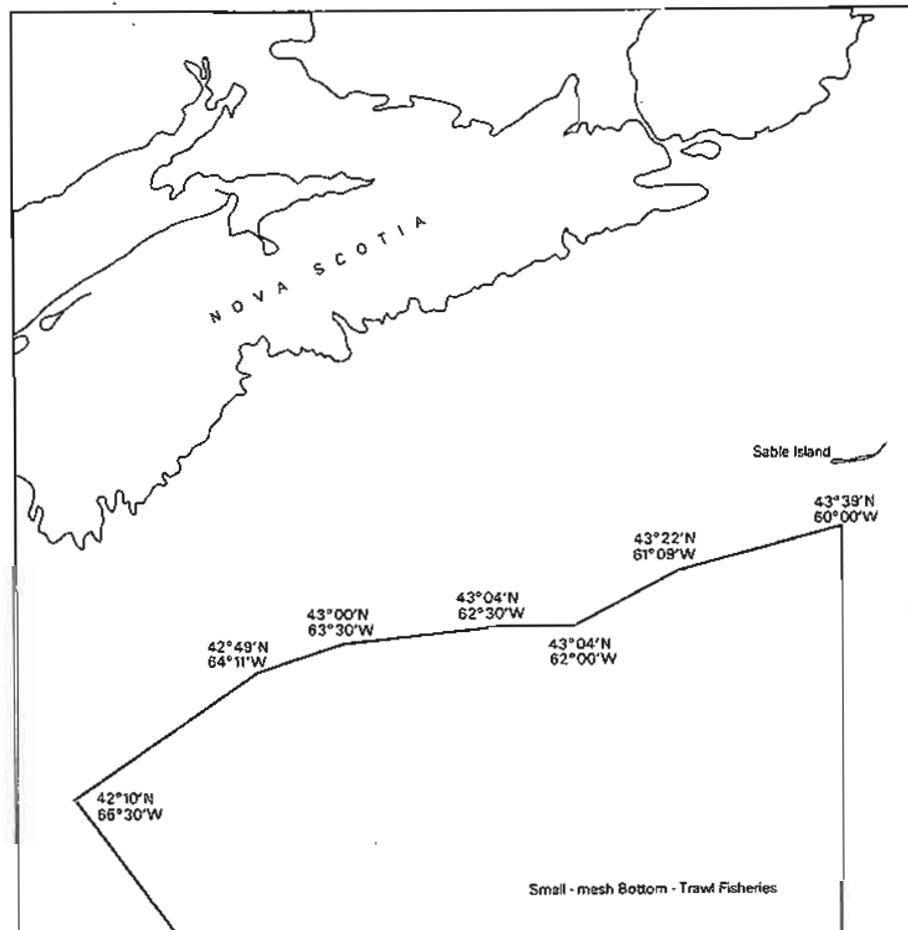 NOVA SCOTIA
Sable Island
43°39'N
60°00'W
43°22'N
61°09'W
43°04'N
62°30'W
43°00'N
63°30'W
43°04'N
62°00'W
42°49'N
64°11'W
42°10'N
66°30'W
Small - mesh Bottom - Trawl Fisheries